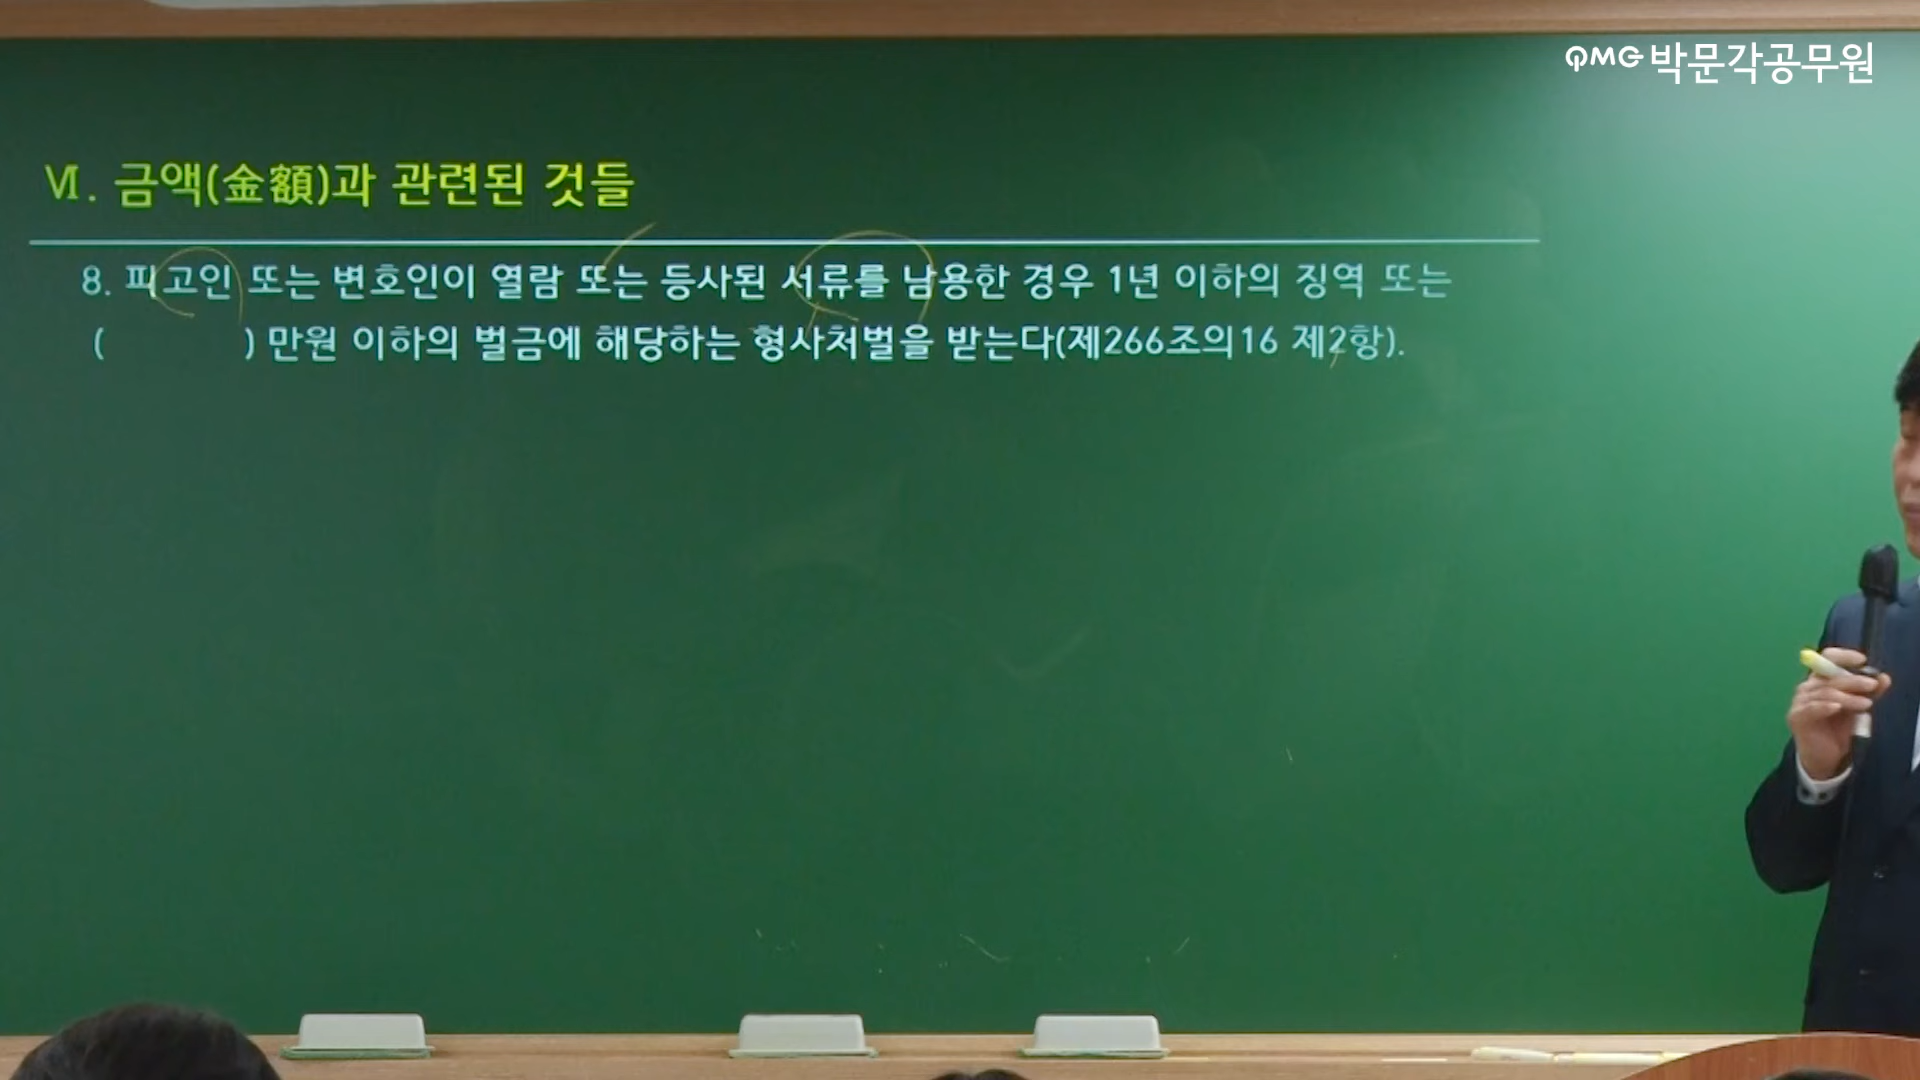 PMG 박문각공무원
Ⅵ. 금액(金額)과 관련된 것들
8. 피고인 또는 변호인이 열람 또는 등사된 서류를 남용한 경우 1년 이하의 징역 또는
( ) 만원 이하의 벌금에 해당하는 형사처벌을 받는다(제266조의16 제2항).